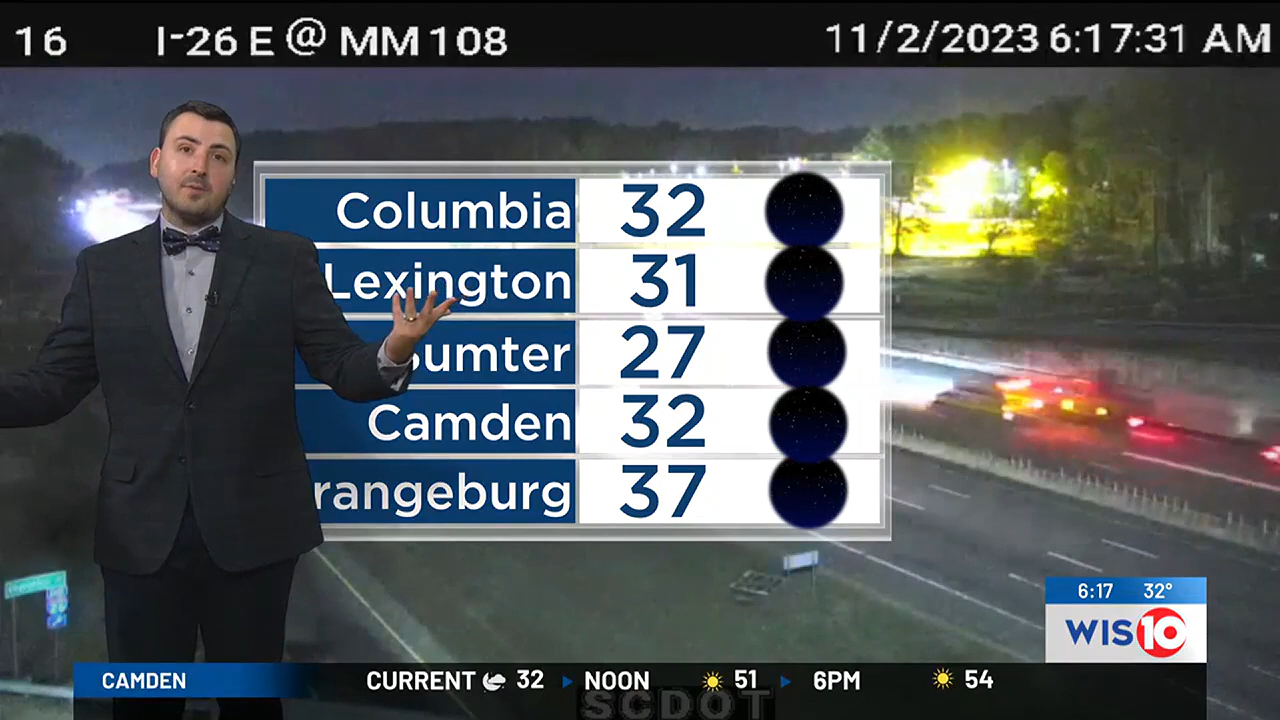 16 I-26 E @ MM 108 11/2/2023 6:17:31 AM
Columbia 32
Lexington 31
umter 27
Camden 32
rangeburg 37
6:17 32°
WIS10
CAMDEN CURRENT 32 NOON 51 6PM 54
SCDOT